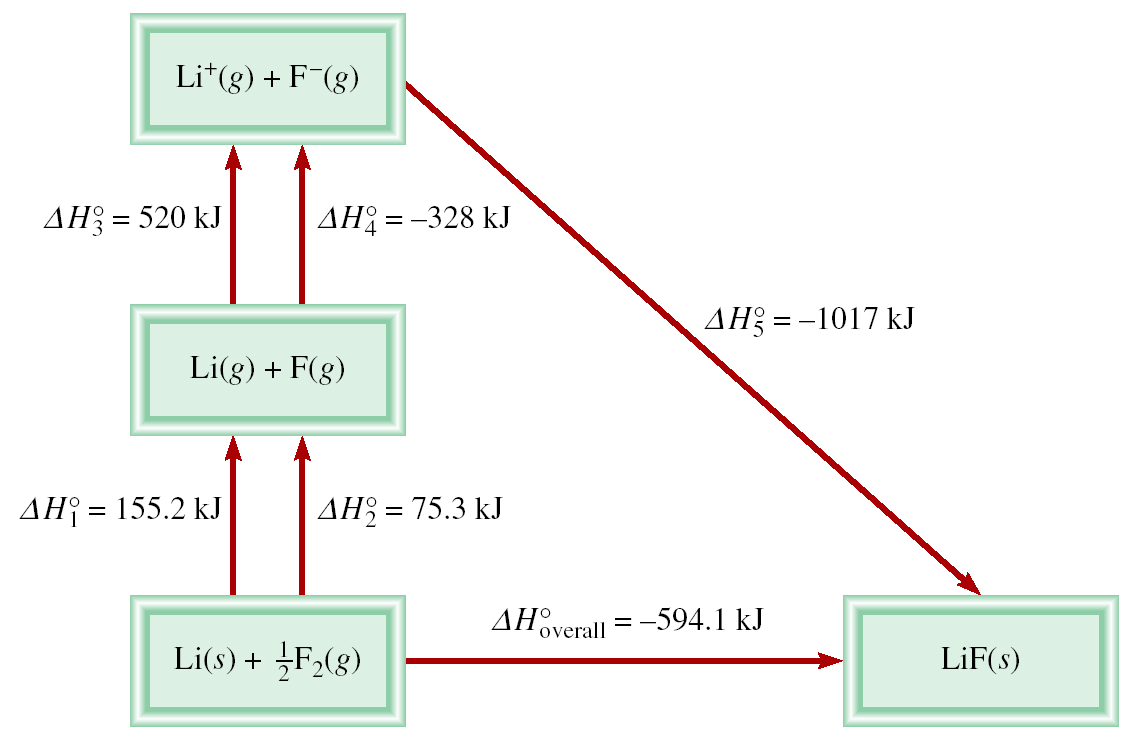 Li⁺(g) + F⁻(g)
ΔH°₃ = 520 kJ
ΔH°₄ = –328 kJ
ΔH°₅ = –1017 kJ
Li(g) + F(g)
ΔH°₁ = 155.2 kJ
ΔH°₂ = 75.3 kJ
ΔH°overall = –594.1 kJ
Li(s) + ½F₂(g)
LiF(s)